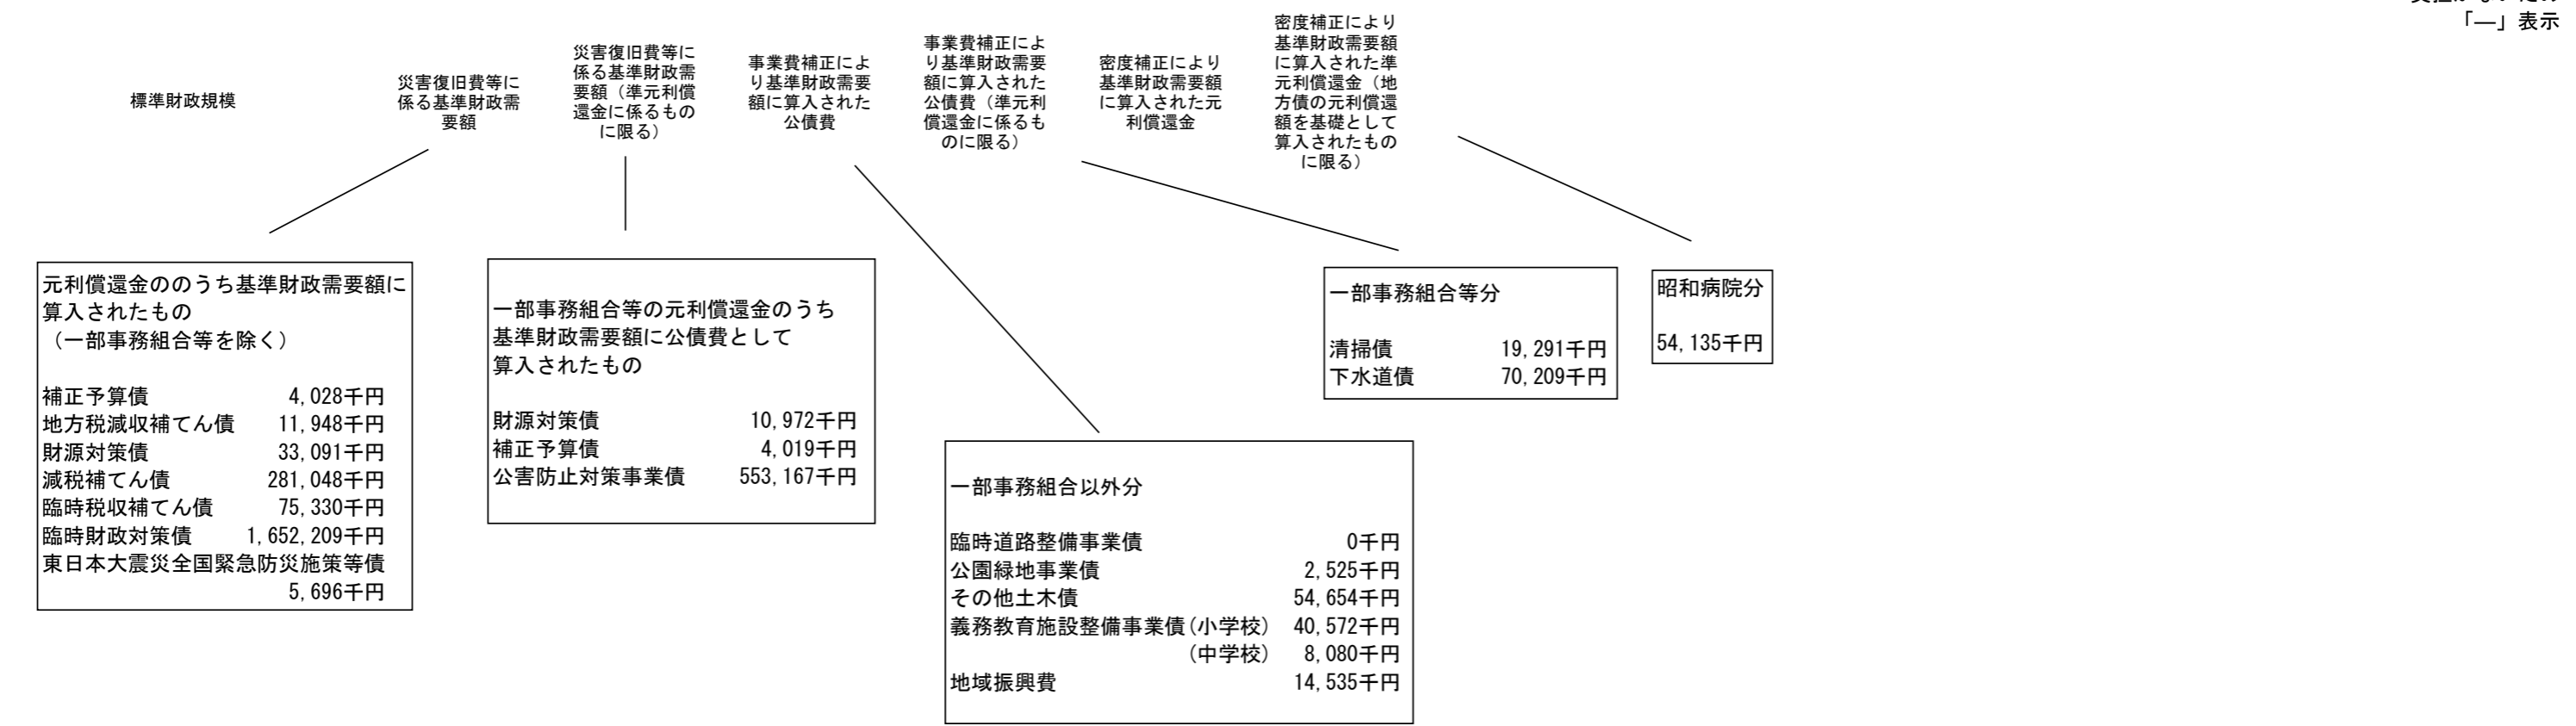 「―」表示
標準財政規模
災害復旧費等に
係る基準財政需
要額
災害復旧費等に
係る基準財政需
要額（準元利償
還金に係るもの
に限る）
事業費補正によ
り基準財政需要
額に算入された
公債費
事業費補正によ
り基準財政需要
額に算入された
公債費（準元利
償還金に係るも
のに限る）
密度補正により
基準財政需要額
に算入された元
利償還金
密度補正により
基準財政需要額
に算入された準
元利償還金（地
方債の元利償還
額を基礎として
算入されたもの
に限る）
元利償還金ののうち基準財政需要額に
算入されたもの
（一部事務組合等を除く）
補正予算債 4,028千円
地方税減収補てん債 11,948千円
財源対策債 33,091千円
減税補てん債 281,048千円
臨時税収補てん債 75,330千円
臨時財政対策債 1,652,209千円
東日本大震災全国緊急防災施策等債
5,696千円
一部事務組合等の元利償還金のうち
基準財政需要額に公債費として
算入されたもの
財源対策債 10,972千円
補正予算債 4,019千円
公害防止対策事業債 553,167千円
一部事務組合以外分
臨時道路整備事業債 0千円
公園緑地事業債 2,525千円
その他土木債 54,654千円
義務教育施設整備事業債(小学校) 40,572千円
(中学校) 8,080千円
地域振興費 14,535千円
一部事務組合等分
清掃債 19,291千円
下水道債 70,209千円
昭和病院分
54,135千円